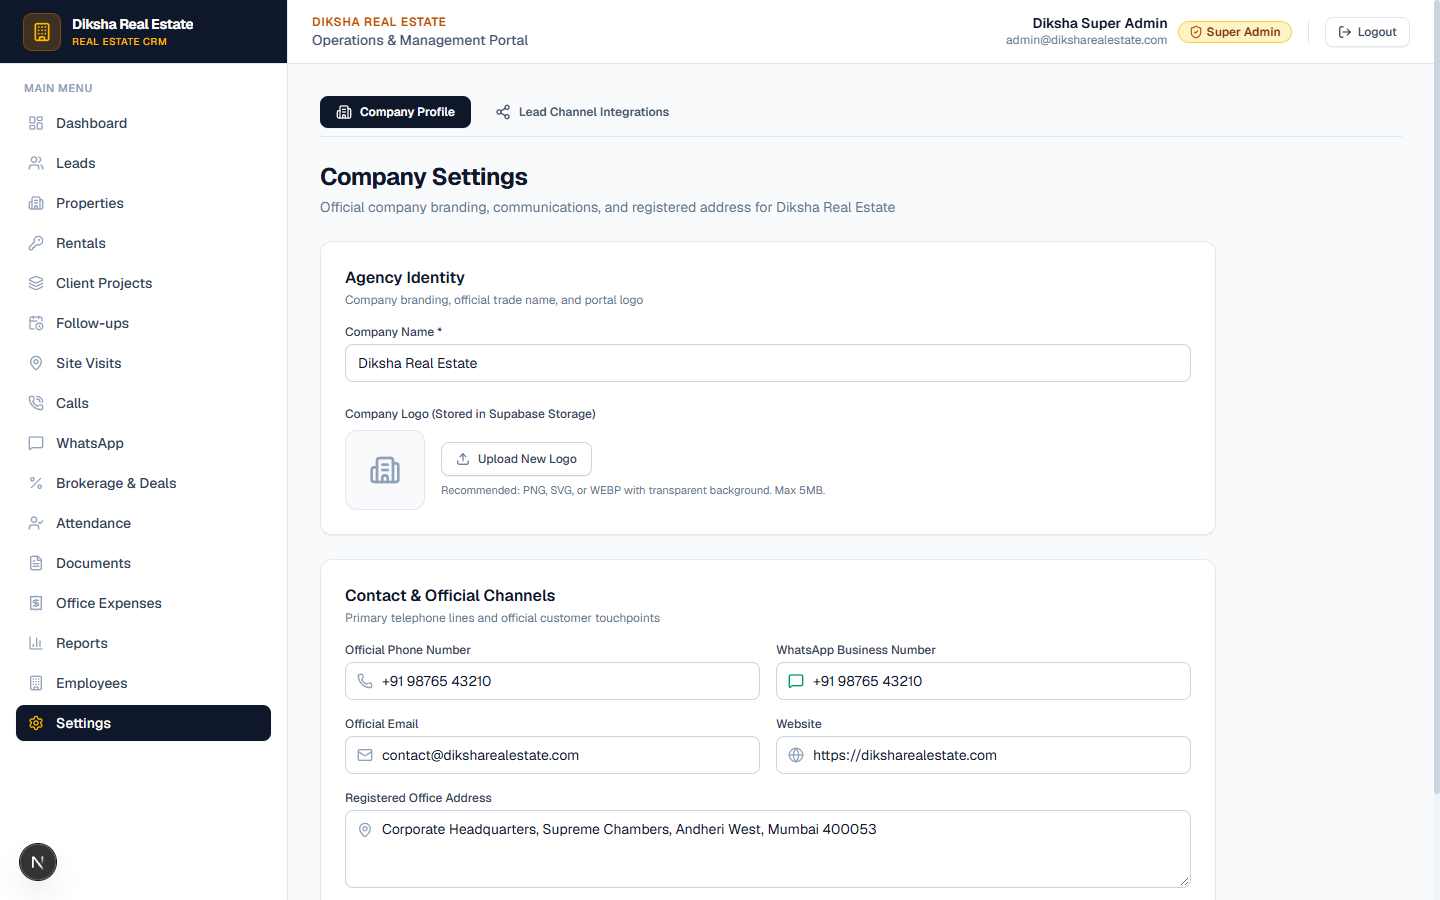 Diksha Real Estate
REAL ESTATE CRM
MAIN MENU
Dashboard
Leads
Properties
Rentals
Client Projects
Follow-ups
Site Visits
Calls
WhatsApp
Brokerage & Deals
Attendance
Documents
Office Expenses
Reports
Employees
Settings
N
DIKSHA REAL ESTATE
Operations & Management Portal
Diksha Super Admin
admin@diksharealestate.com
Super Admin
Logout
Company Profile
Lead Channel Integrations
Company Settings
Official company branding, communications, and registered address for Diksha Real Estate
Agency Identity
Company branding, official trade name, and portal logo
Company Name *
Diksha Real Estate
Company Logo (Stored in Supabase Storage)
Upload New Logo
Recommended: PNG, SVG, or WEBP with transparent background. Max 5MB.
Contact & Official Channels
Primary telephone lines and official customer touchpoints
Official Phone Number
+91 98765 43210
WhatsApp Business Number
+91 98765 43210
Official Email
contact@diksharealestate.com
Website
https://diksharealestate.com
Registered Office Address
Corporate Headquarters, Supreme Chambers, Andheri West, Mumbai 400053